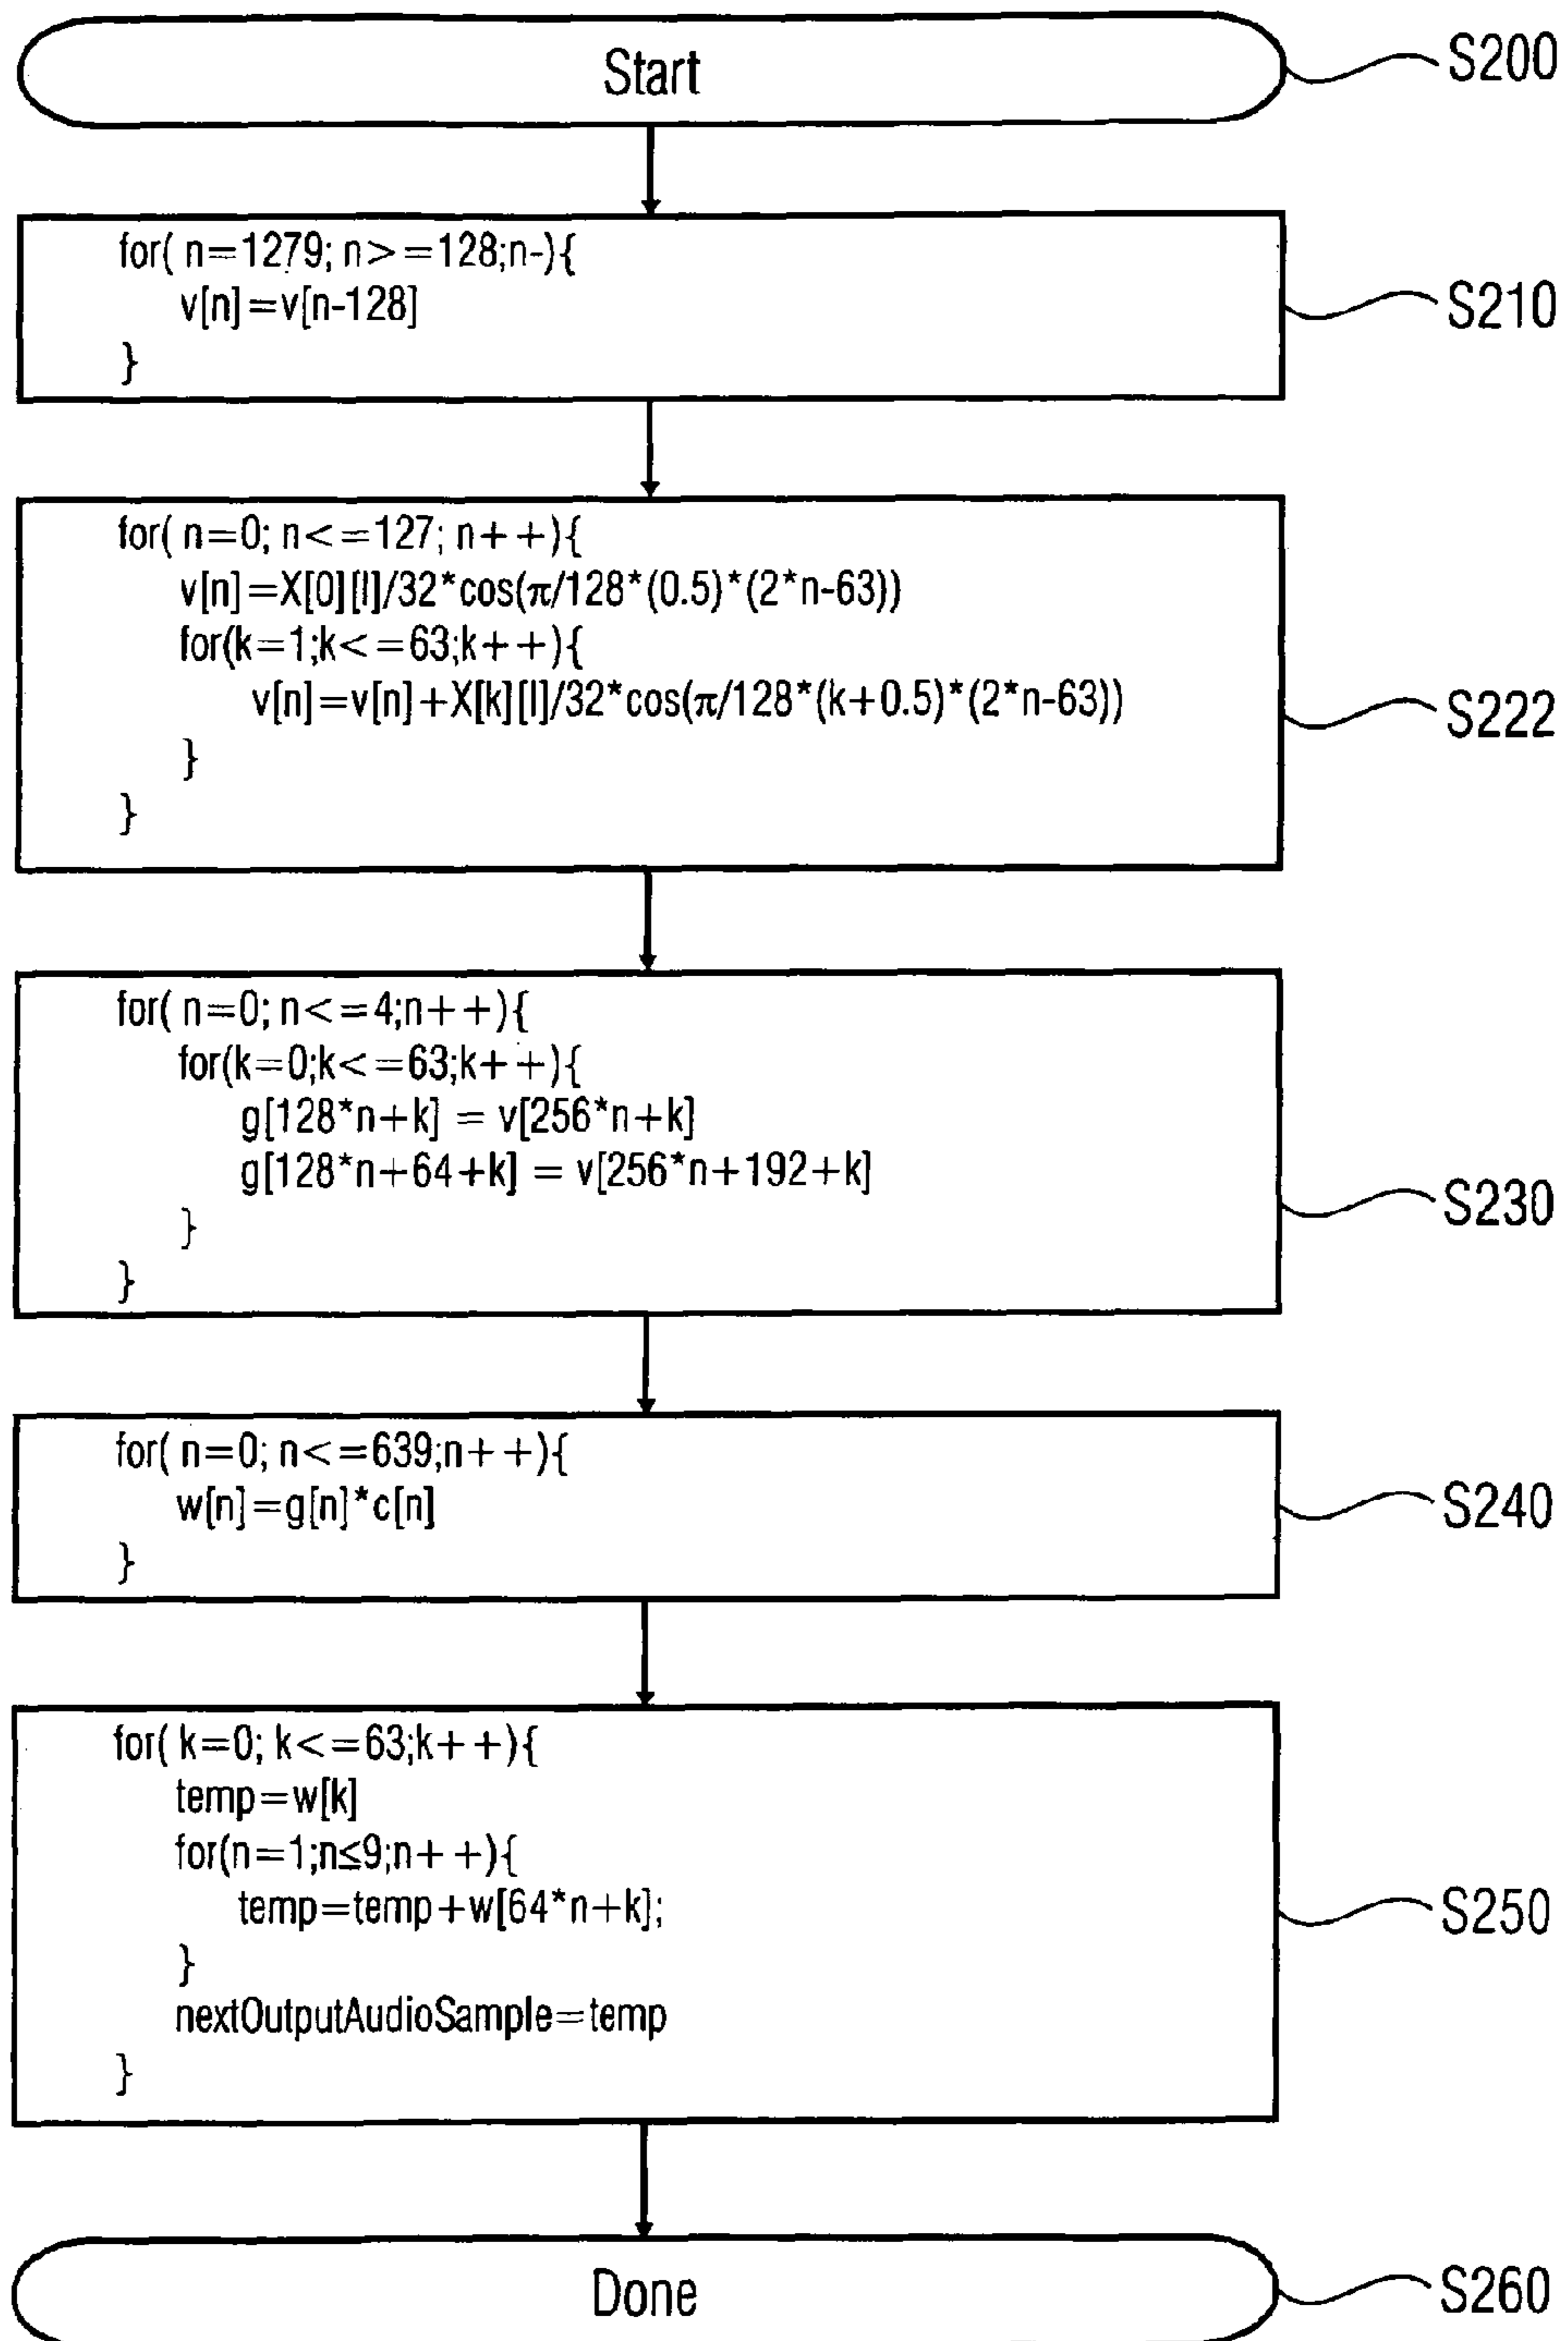 Start
S200
for( n=1279; n>=128;n-){
v[n]=v[n-128]
}
S210
for( n=0; n<=127; n++){
v[n]=X[0][l]/32*cos(π/128*(0.5)*(2*n-63))
for(k=1;k<=63;k++){
v[n]=v[n]+X[k][l]/32*cos(π/128*(k+0.5)*(2*n-63))
}
}
S222
for( n=0; n<=4;n++){
for(k=0;k<=63;k++){
g[128*n+k] = v[256*n+k]
g[128*n+64+k] = v[256*n+192+k]
}
}
S230
for( n=0; n<=639;n++){
w[n]=g[n]*c[n]
}
S240
for( k=0; k<=63;k++){
temp=w[k]
for(n=1;n≤9;n++){
temp=temp+w[64*n+k];
}
nextOutputAudioSample=temp
}
S250
Done
S260